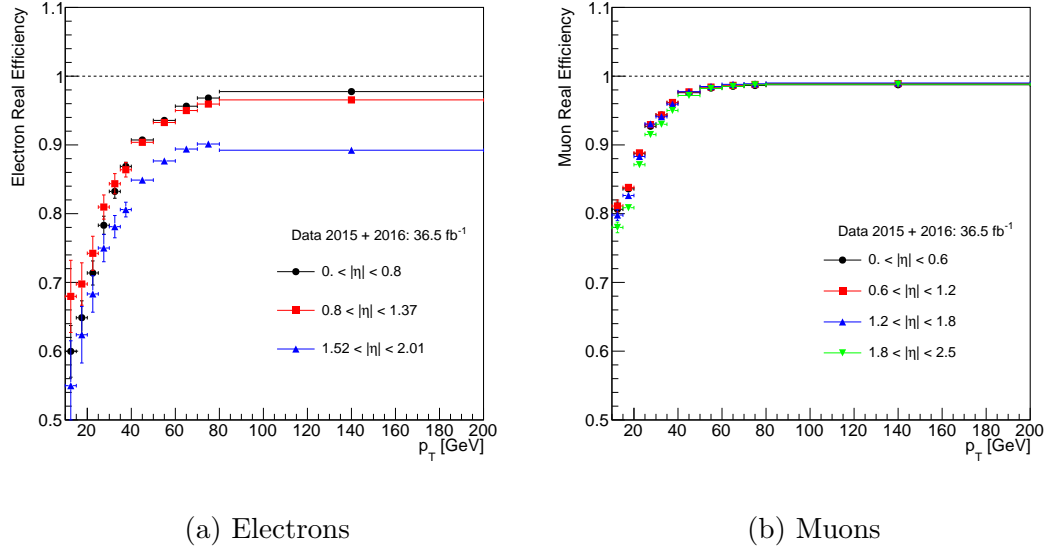 Electron Real Efficiency
1.1
1
0.9
0.8
0.7
0.6
0.5
Data 2015 + 2016: 36.5 fb⁻¹
0. < |η| < 0.8
0.8 < |η| < 1.37
1.52 < |η| < 2.01
20 40 60 80 100 120 140 160 180 200
p_T [GeV]
(a) Electrons
Muon Real Efficiency
1.1
1
0.9
0.8
0.7
0.6
0.5
Data 2015 + 2016: 36.5 fb⁻¹
0. < |η| < 0.6
0.6 < |η| < 1.2
1.2 < |η| < 1.8
1.8 < |η| < 2.5
20 40 60 80 100 120 140 160 180 200
p_T [GeV]
(b) Muons